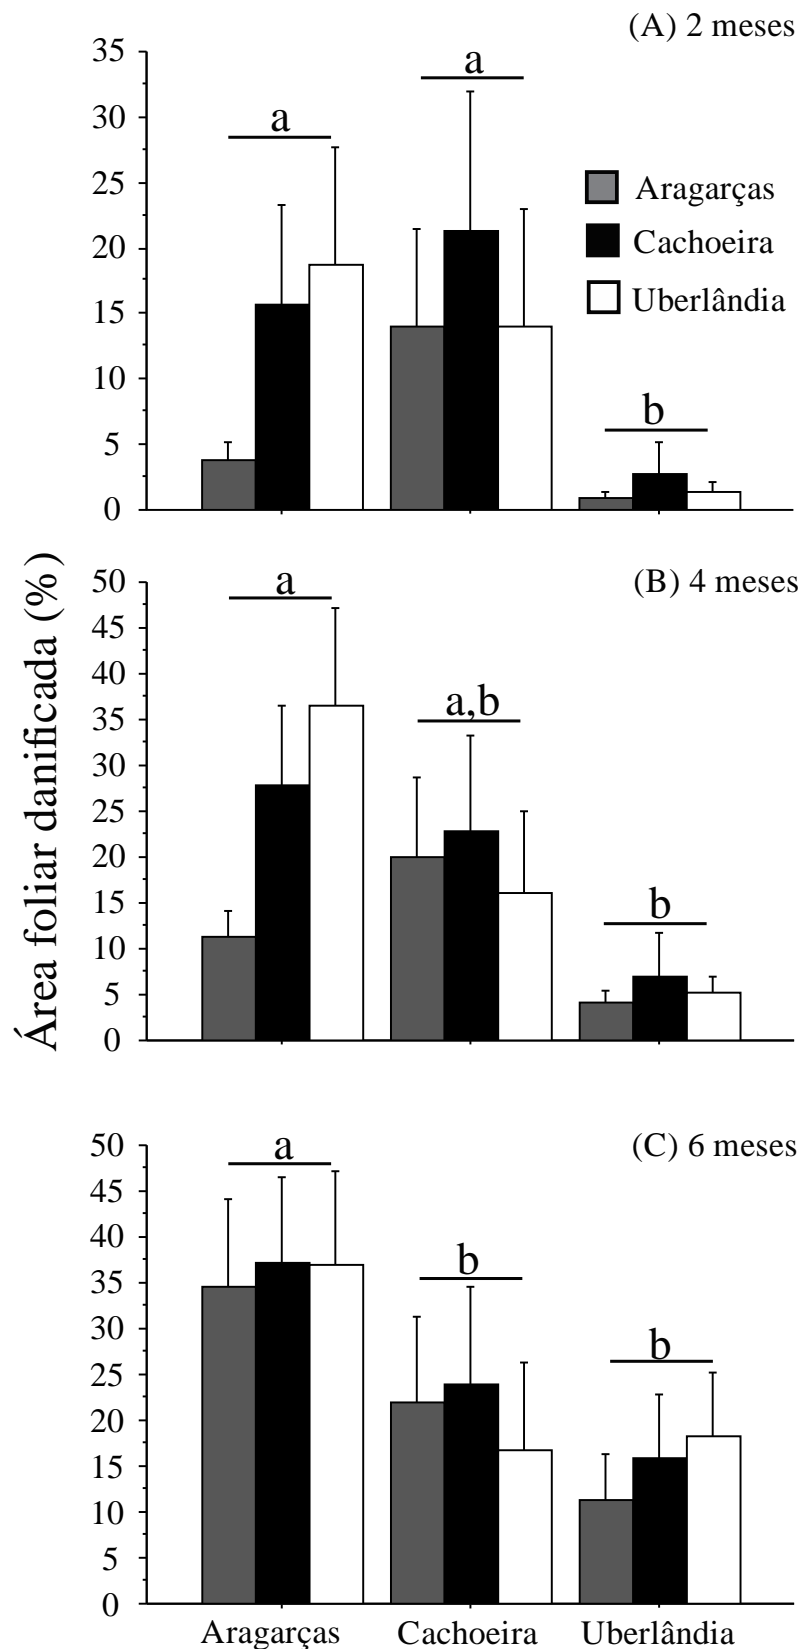 (A) 2 meses
35
30
25
20
15
10
5
0
a
a
b
Aragarças
Cachoeira
Uberlândia
Área foliar danificada (%)
(B) 4 meses
50
45
40
35
30
25
20
15
10
5
0
a
a,b
b
(C) 6 meses
50
45
40
35
30
25
20
15
10
5
0
a
b
b
Aragarças Cachoeira Uberlândia